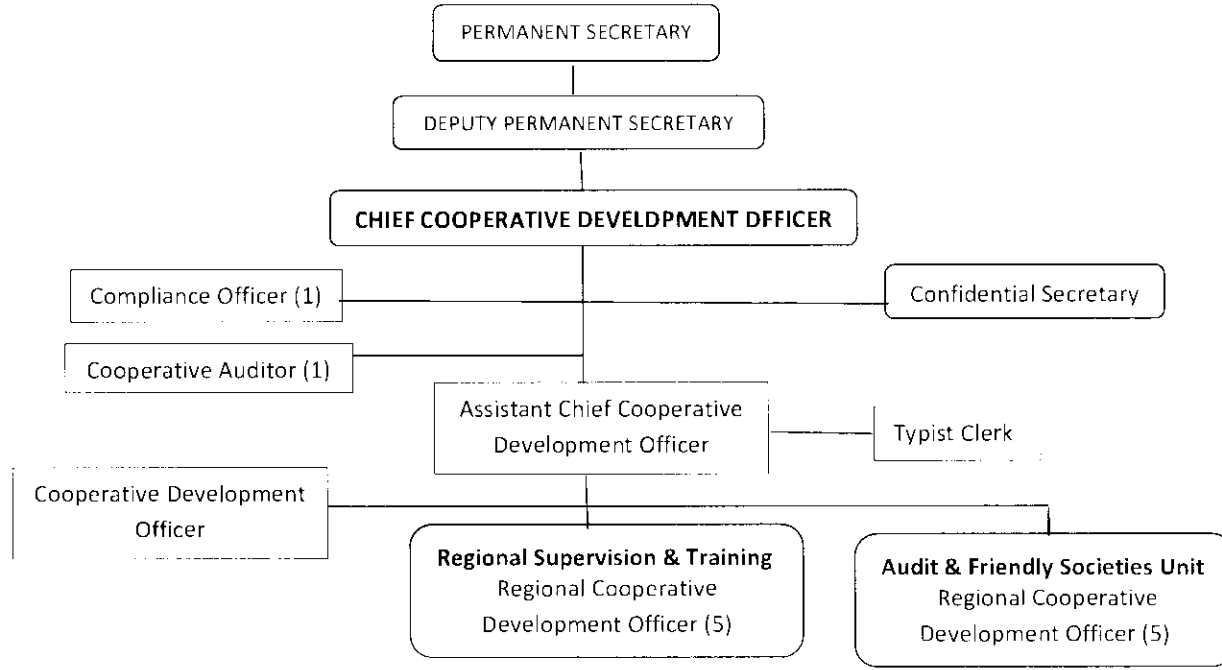 PERMANENT SECRETARY
DEPUTY PERMANENT SECRETARY
CHIEF COOPERATIVE DEVELDPMENT DFFICER
Compliance Officer (1)
Confidential Secretary
Cooperative Auditor (1)
Assistant Chief Cooperative
Development Officer
Typist Clerk
Cooperative Development
Officer
Regional Supervision & Training
Regional Cooperative
Development Officer (5)
Audit & Friendly Societies Unit
Regional Cooperative
Development Officer (5)